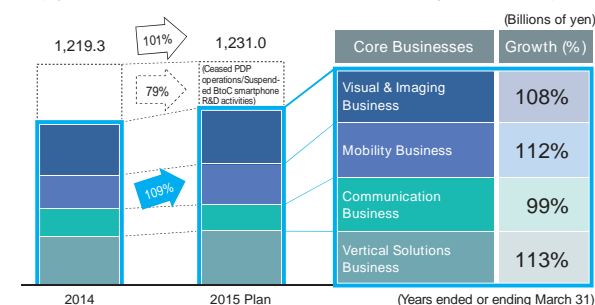 (Billions of yen)
1,219.3
101%
1,231.0
Core Businesses
Growth (%)
79%
(Ceased PDP
operations/Suspend-
ed BtoC smartphone
R&D activities)
Visual & Imaging
Business
108%
109%
Mobility Business
112%
Communication
Business
99%
Vertical Solutions
Business
113%
2014
2015 Plan
(Years ended or ending March 31)